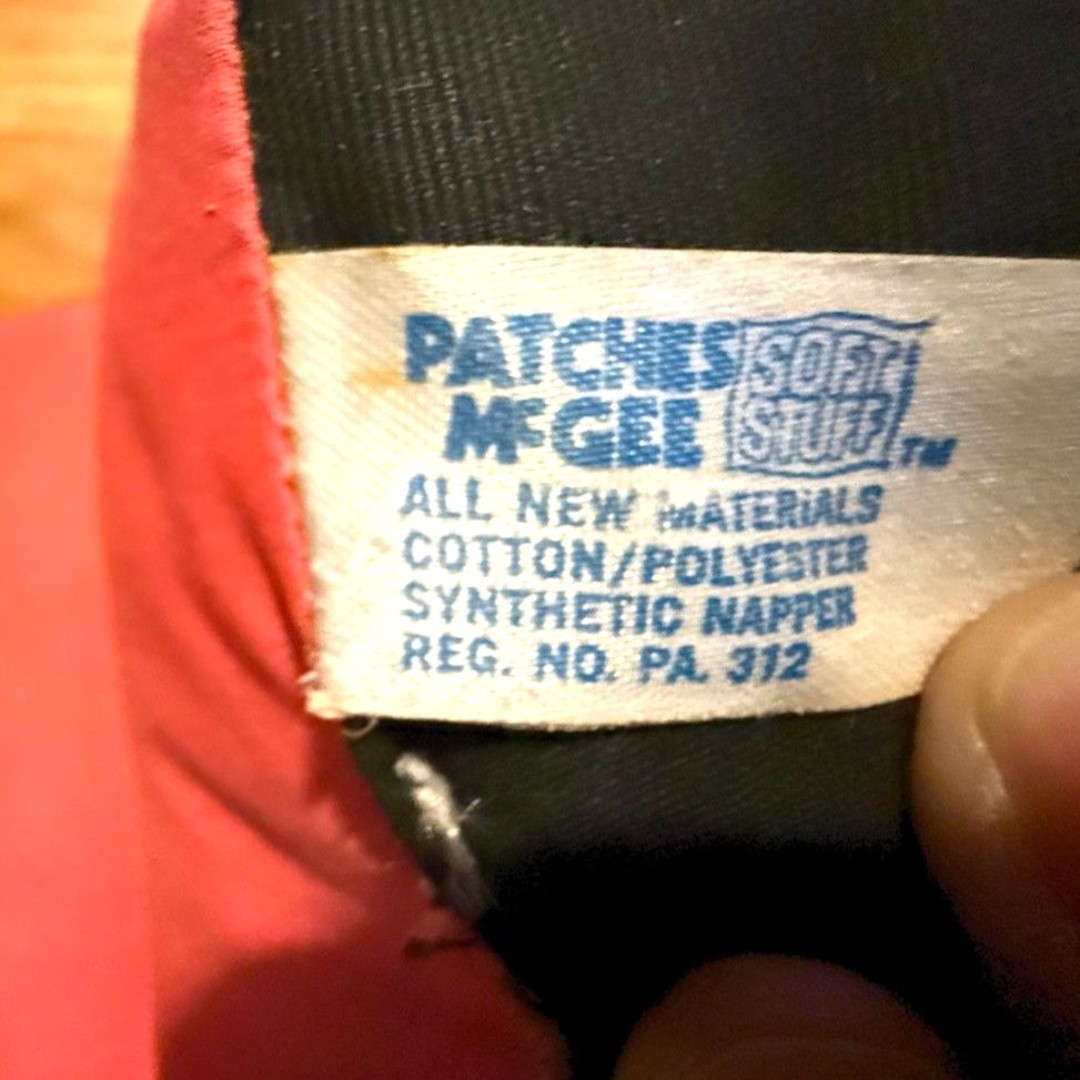 PATCHES
McGEE
SOFT
STUFF
TM
ALL NEW MATERIALS
COTTON/POLYESTER
SYNTHETIC NAPPER
REG. NO. PA. 312